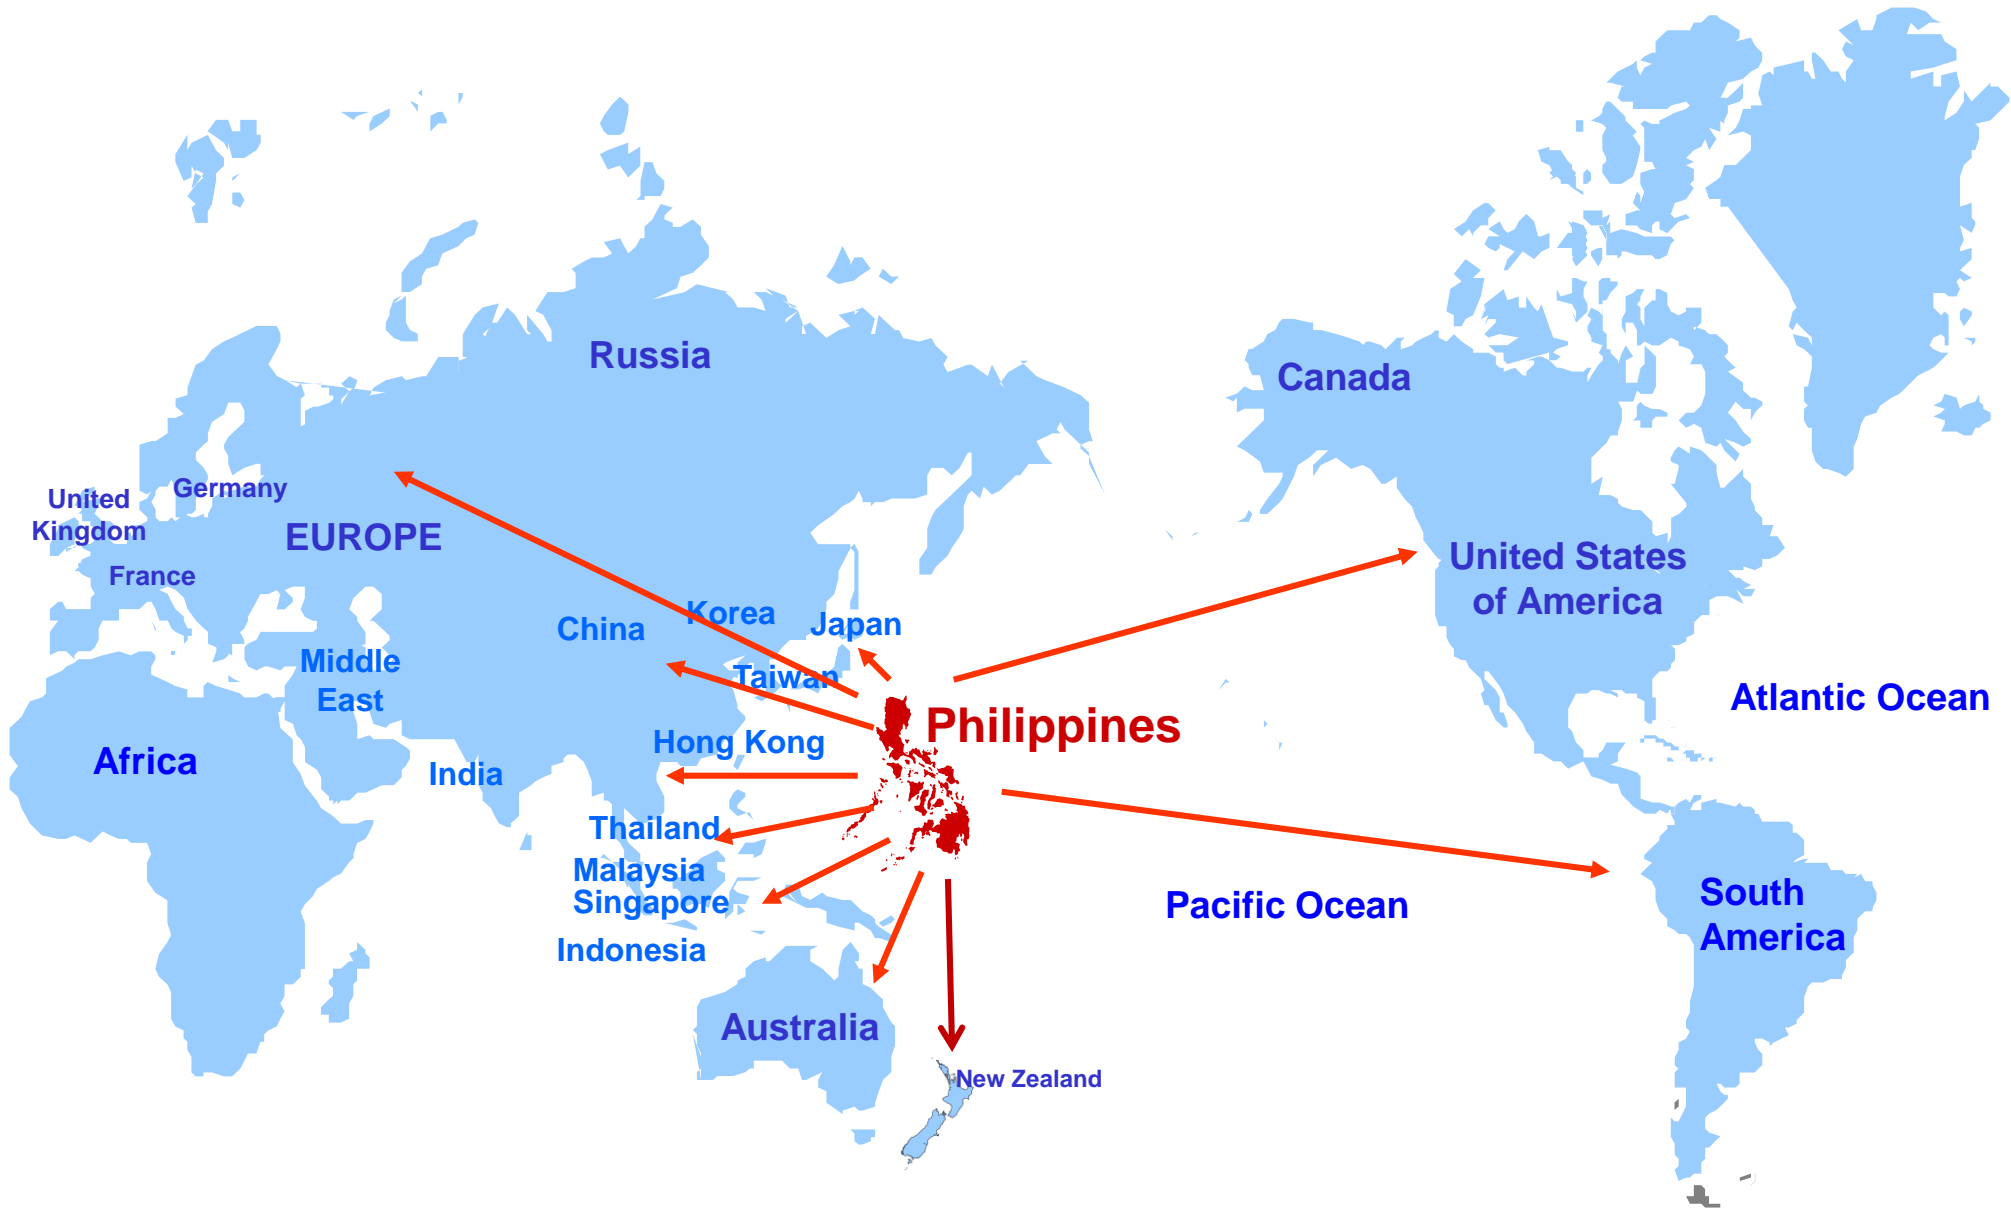 Russia
Canada
Germany
United
Kingdom
EUROPE
France
United States
of America
China
Korea
Japan
Middle
East
Taiwan
Atlantic Ocean
Philippines
Hong Kong
Africa
India
Thailand
Malaysia
Singapore
Pacific Ocean
South
America
Indonesia
Australia
New Zealand